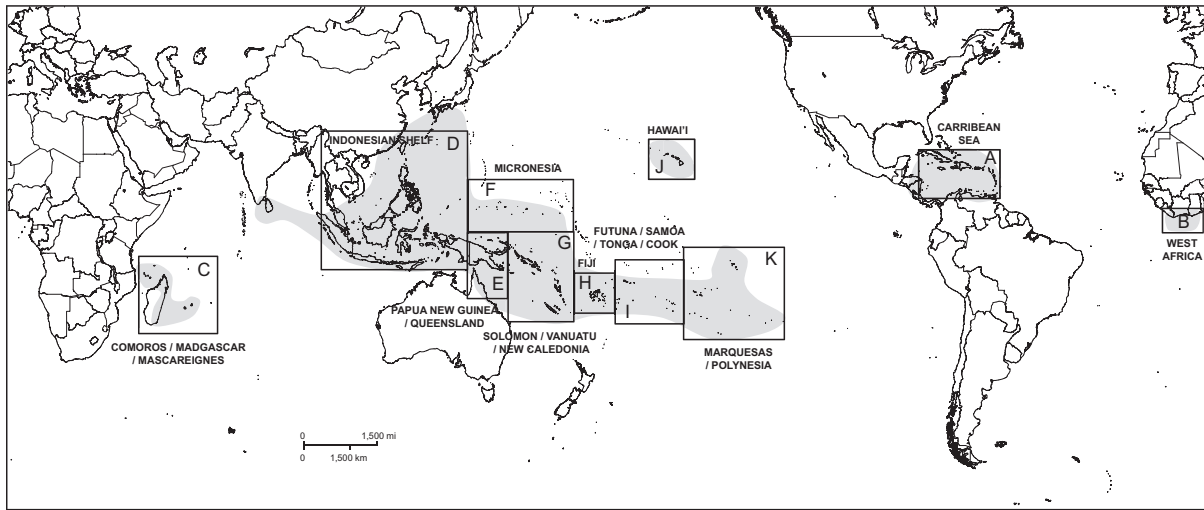 HAWAI'I
J
CARRIBEAN
SEA
A
INDONESIAN SHELF
D
MICRONESIA
F
B
WEST
AFRICA
FUTUNA / SAMOA
/ TONGA / COOK
G
FIJI
K
C
E
H
I
PAPUA NEW GUINEA
/ QUEENSLAND
SOLOMON / VANUATU
/ NEW CALEDONIA
COMOROS / MADGASCAR
/ MASCAREIGNES
MARQUESAS
/ POLYNESIA
0 1,500 mi
0 1,500 km